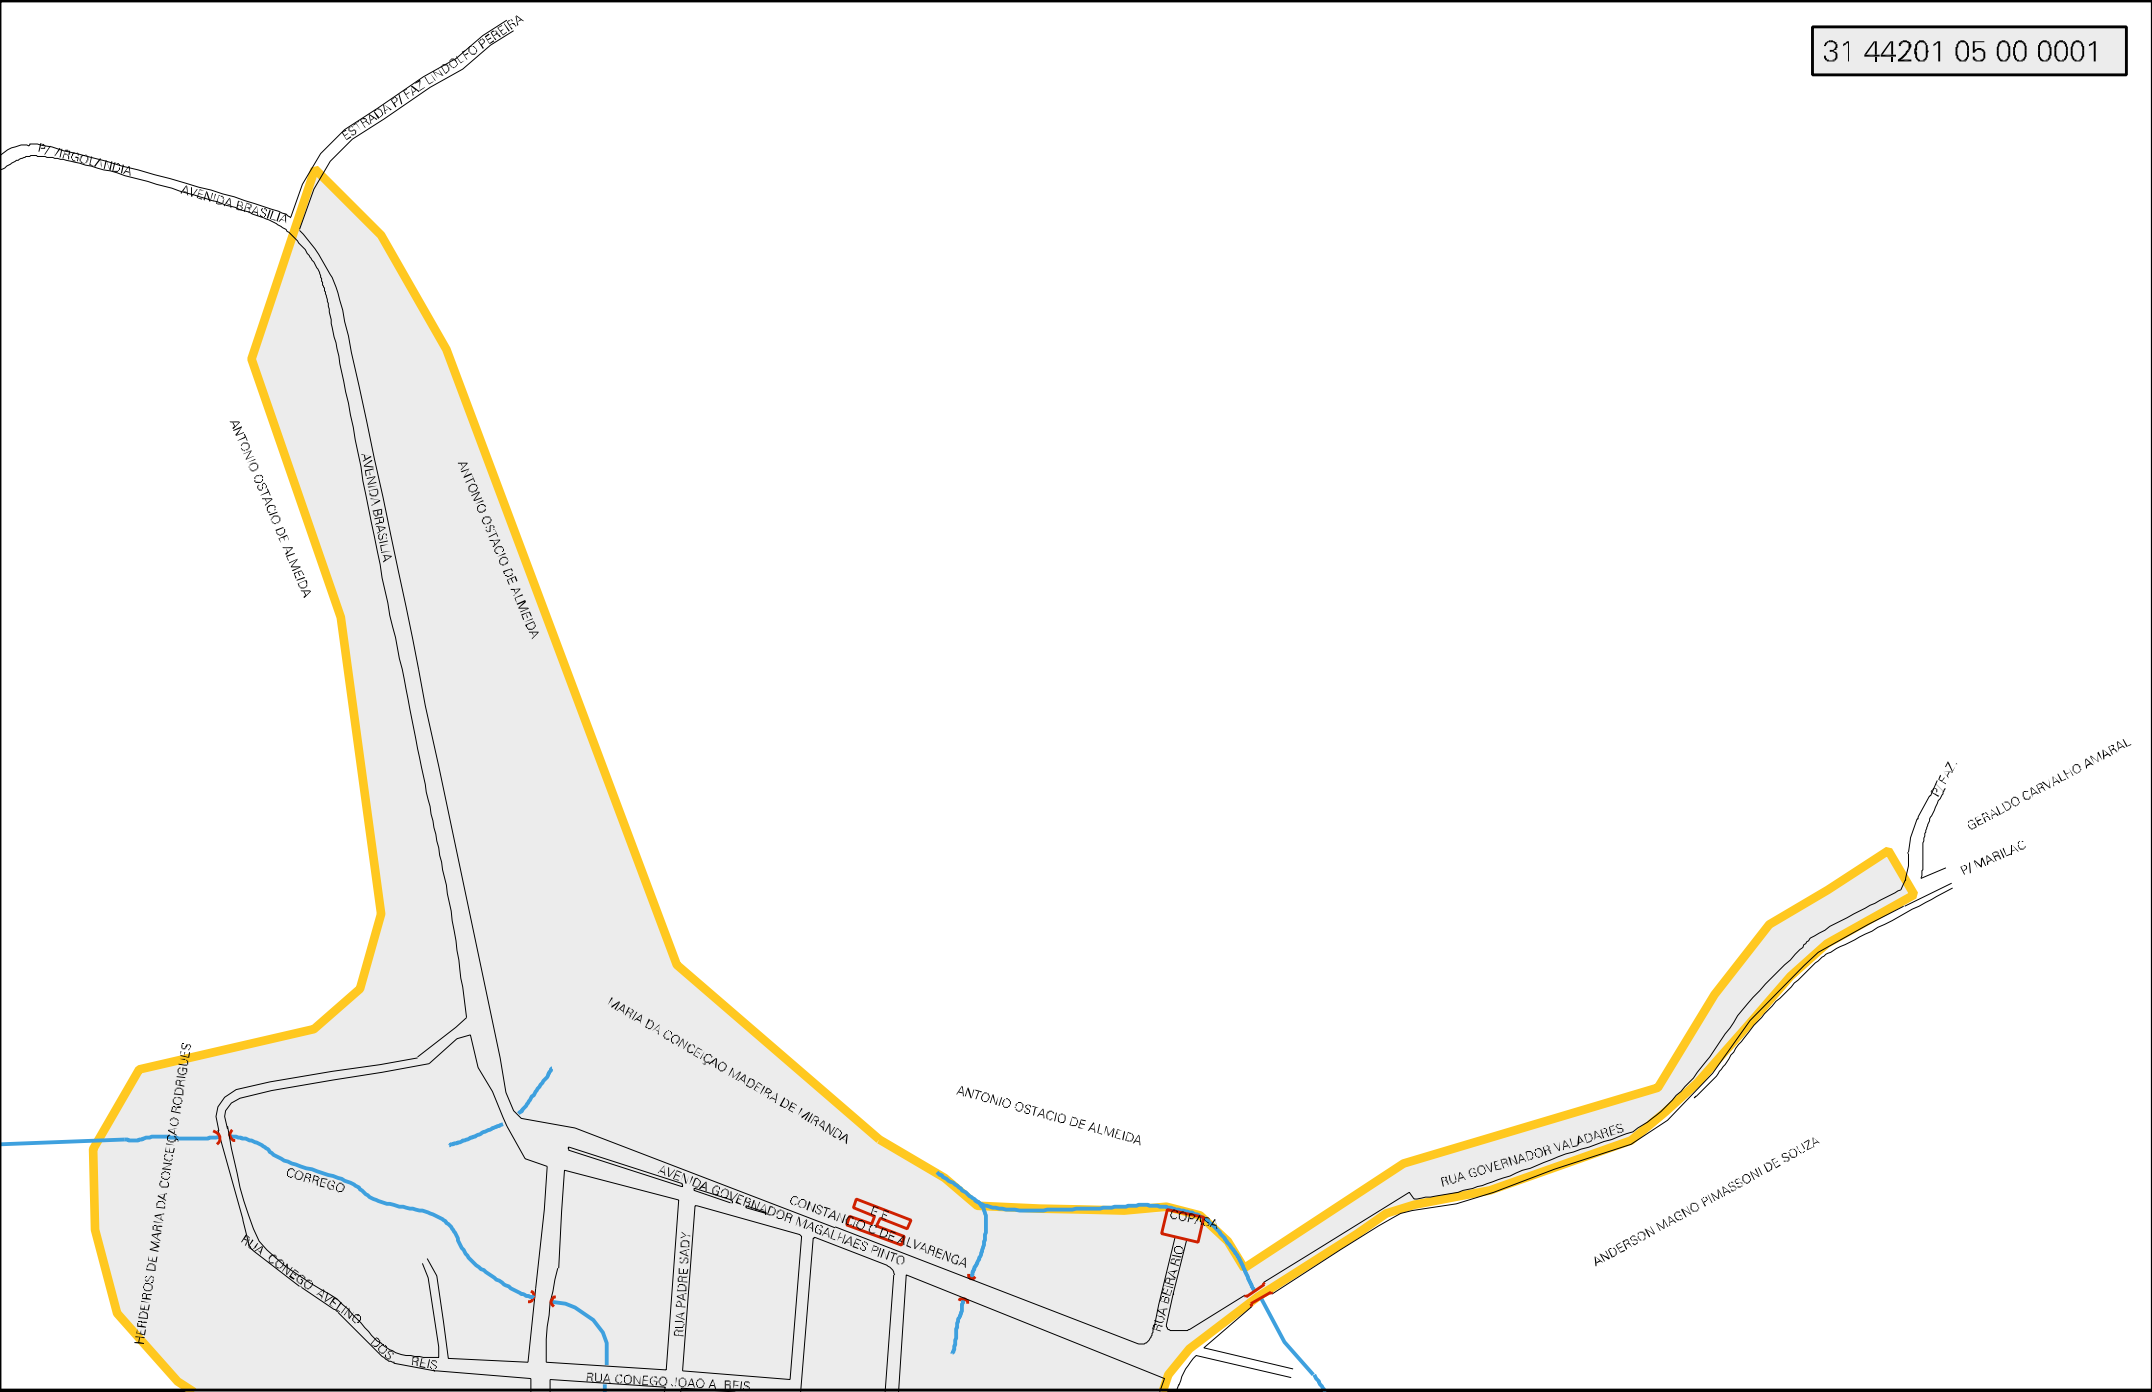 31 44201 05 00 0001
ESTRADA P/ FAZ LINDOLFO PEREIRA
P/ ARGOLANDIA
AVENIDA BRASILIA
ANTONIO OSTACIO DE ALMEIDA
AVENIDA BRASILIA
ANTONIO OSTACIO DE ALMEIDA
P/ FAZ.
GERALDO CARVALHO AMARAL
P/ MARILAC
MARIA DA CONCEIÇAO MADEIRA DE MIRANDA
HERDEIROS DE MARIA DA CONCEIÇAO RODRIGUES
ANTONIO OSTACIO DE ALMEIDA
RUA GOVERNADOR VALADARES
ANDERSON MAGNO PIMASSONI DE SOUZA
CORREGO
AVENIDA GOVERNADOR MAGALHAES PINTO
E.E.
CONSTANCIO C DE ALVARENGA
COPASA
RUA BEIRA RIO
RUA PADRE SADY
RUA CONEGO AVELINO DOS REIS
RUA CONEGO JOAO A. REIS